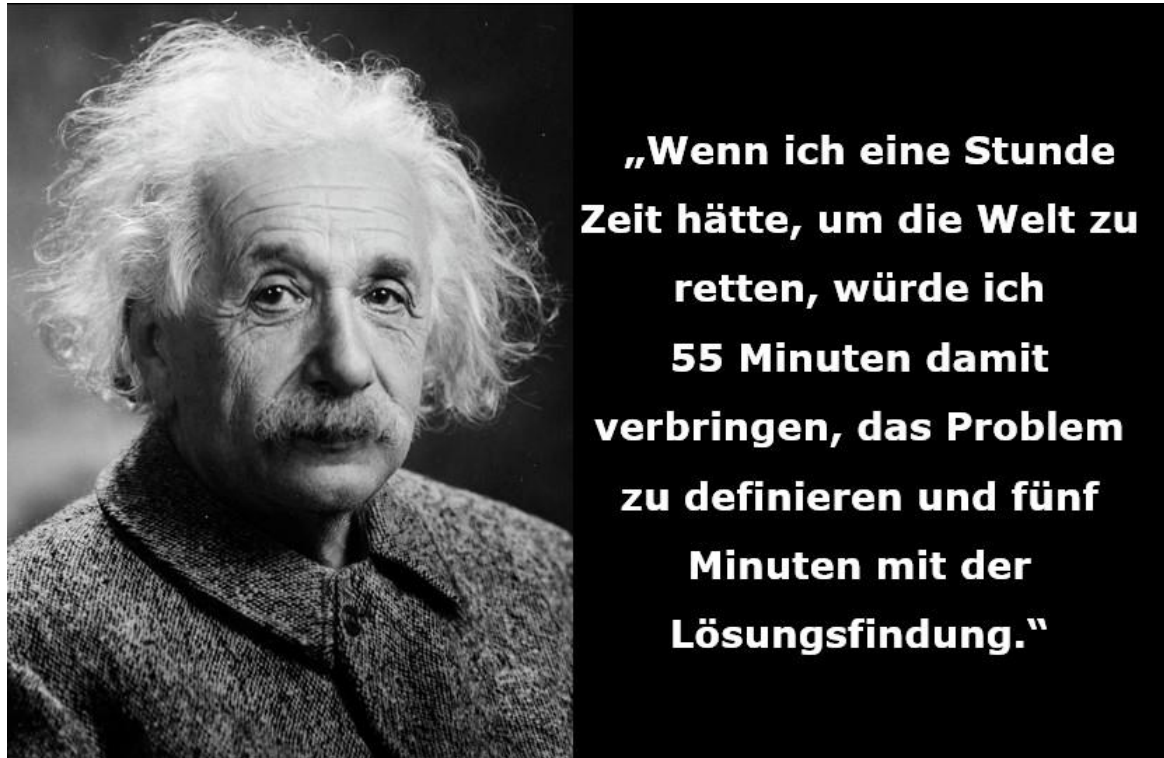 „Wenn ich eine Stunde
Zeit hätte, um die Welt zu
retten, würde ich
55 Minuten damit
verbringen, das Problem
zu definieren und fünf
Minuten mit der
Lösungsfindung.“